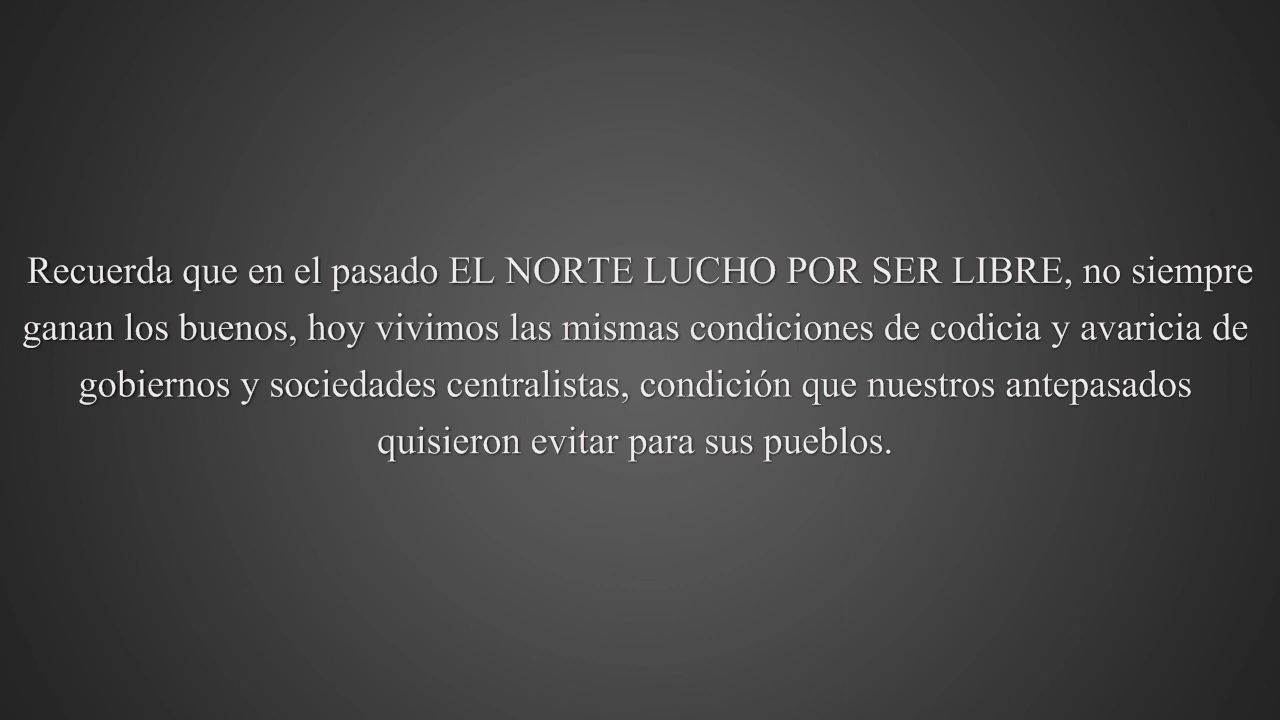 Recuerda que en el pasado EL NORTE LUCHO POR SER LIBRE, no siempre
ganan los buenos, hoy vivimos las mismas condiciones de codicia y avaricia de
gobiernos y sociedades centralistas, condición que nuestros antepasados
quisieron evitar para sus pueblos.